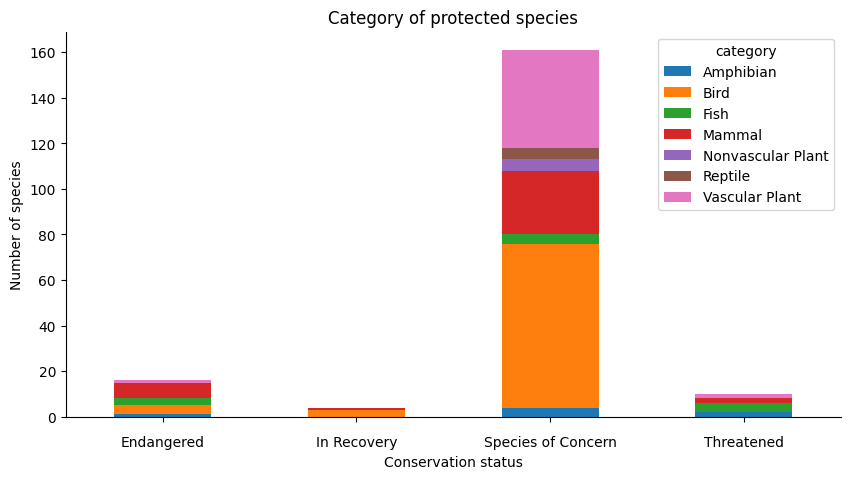 Category of protected species
Number of species
160
140
120
100
80
60
40
20
0
category
Amphibian
Bird
Fish
Mammal
Nonvascular Plant
Reptile
Vascular Plant
Endangered
In Recovery
Species of Concern
Threatened
Conservation status